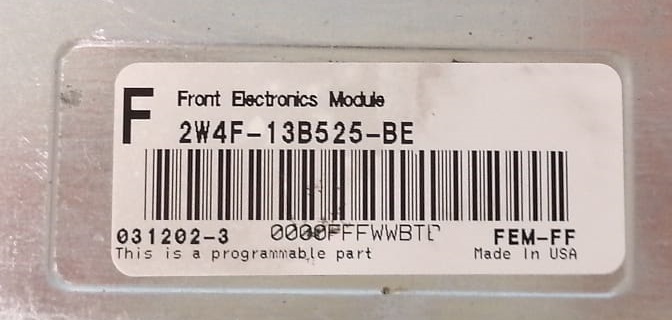 F
Front Electronics Module
2W4F-13B525-BE
031202-3 FEM-FF
This is a programmable part Made In USA